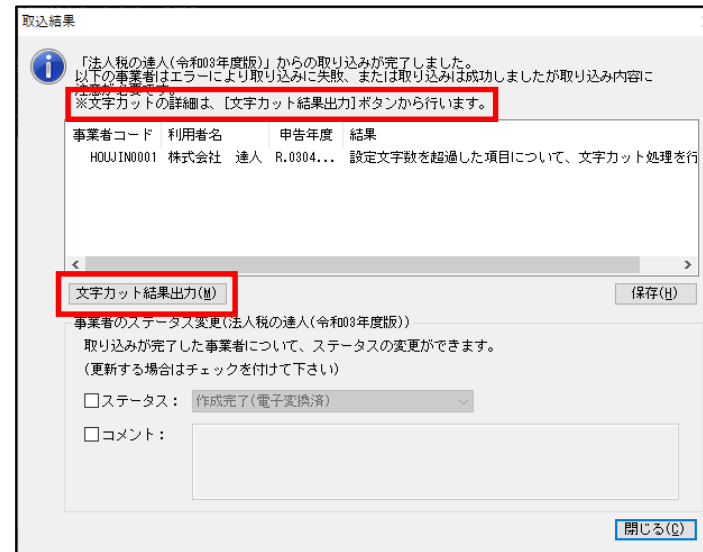 取込結果
「法人税の達人(令和03年度版)」からの取り込みが完了しました。
以下の事業者はエラーにより取り込みに失敗、または取り込みは成功しましたが取り込み内容に
注意が必要です。
※文字カットの詳細は、[文字カット結果出力]ボタンから行います。
事業者コード 利用者名 申告年度 結果
HOUJIN0001 株式会社 達人 R.0304... 設定文字数を超過した項目について、文字カット処理を行
文字カット結果出力(M) 保存(H)
事業者のステータス変更(法人税の達人(令和03年度版))
取り込みが完了した事業者について、ステータスの変更ができます。
(更新する場合はチェックを付けて下さい)
ステータス： 作成完了(電子変換済)
コメント：
閉じる(C)